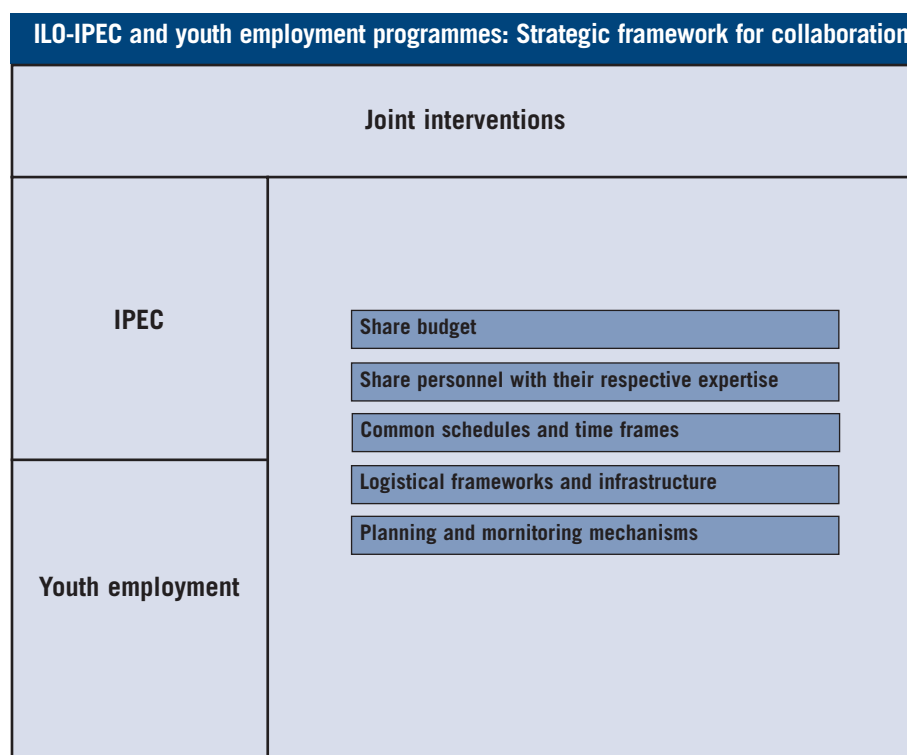 ILO-IPEC and youth employment programmes: Strategic framework for collaboration
Joint interventions
IPEC
Share budget
Share personnel with their respective expertise
Common schedules and time frames
Logistical frameworks and infrastructure
Planning and mornitoring mechanisms
Youth employment